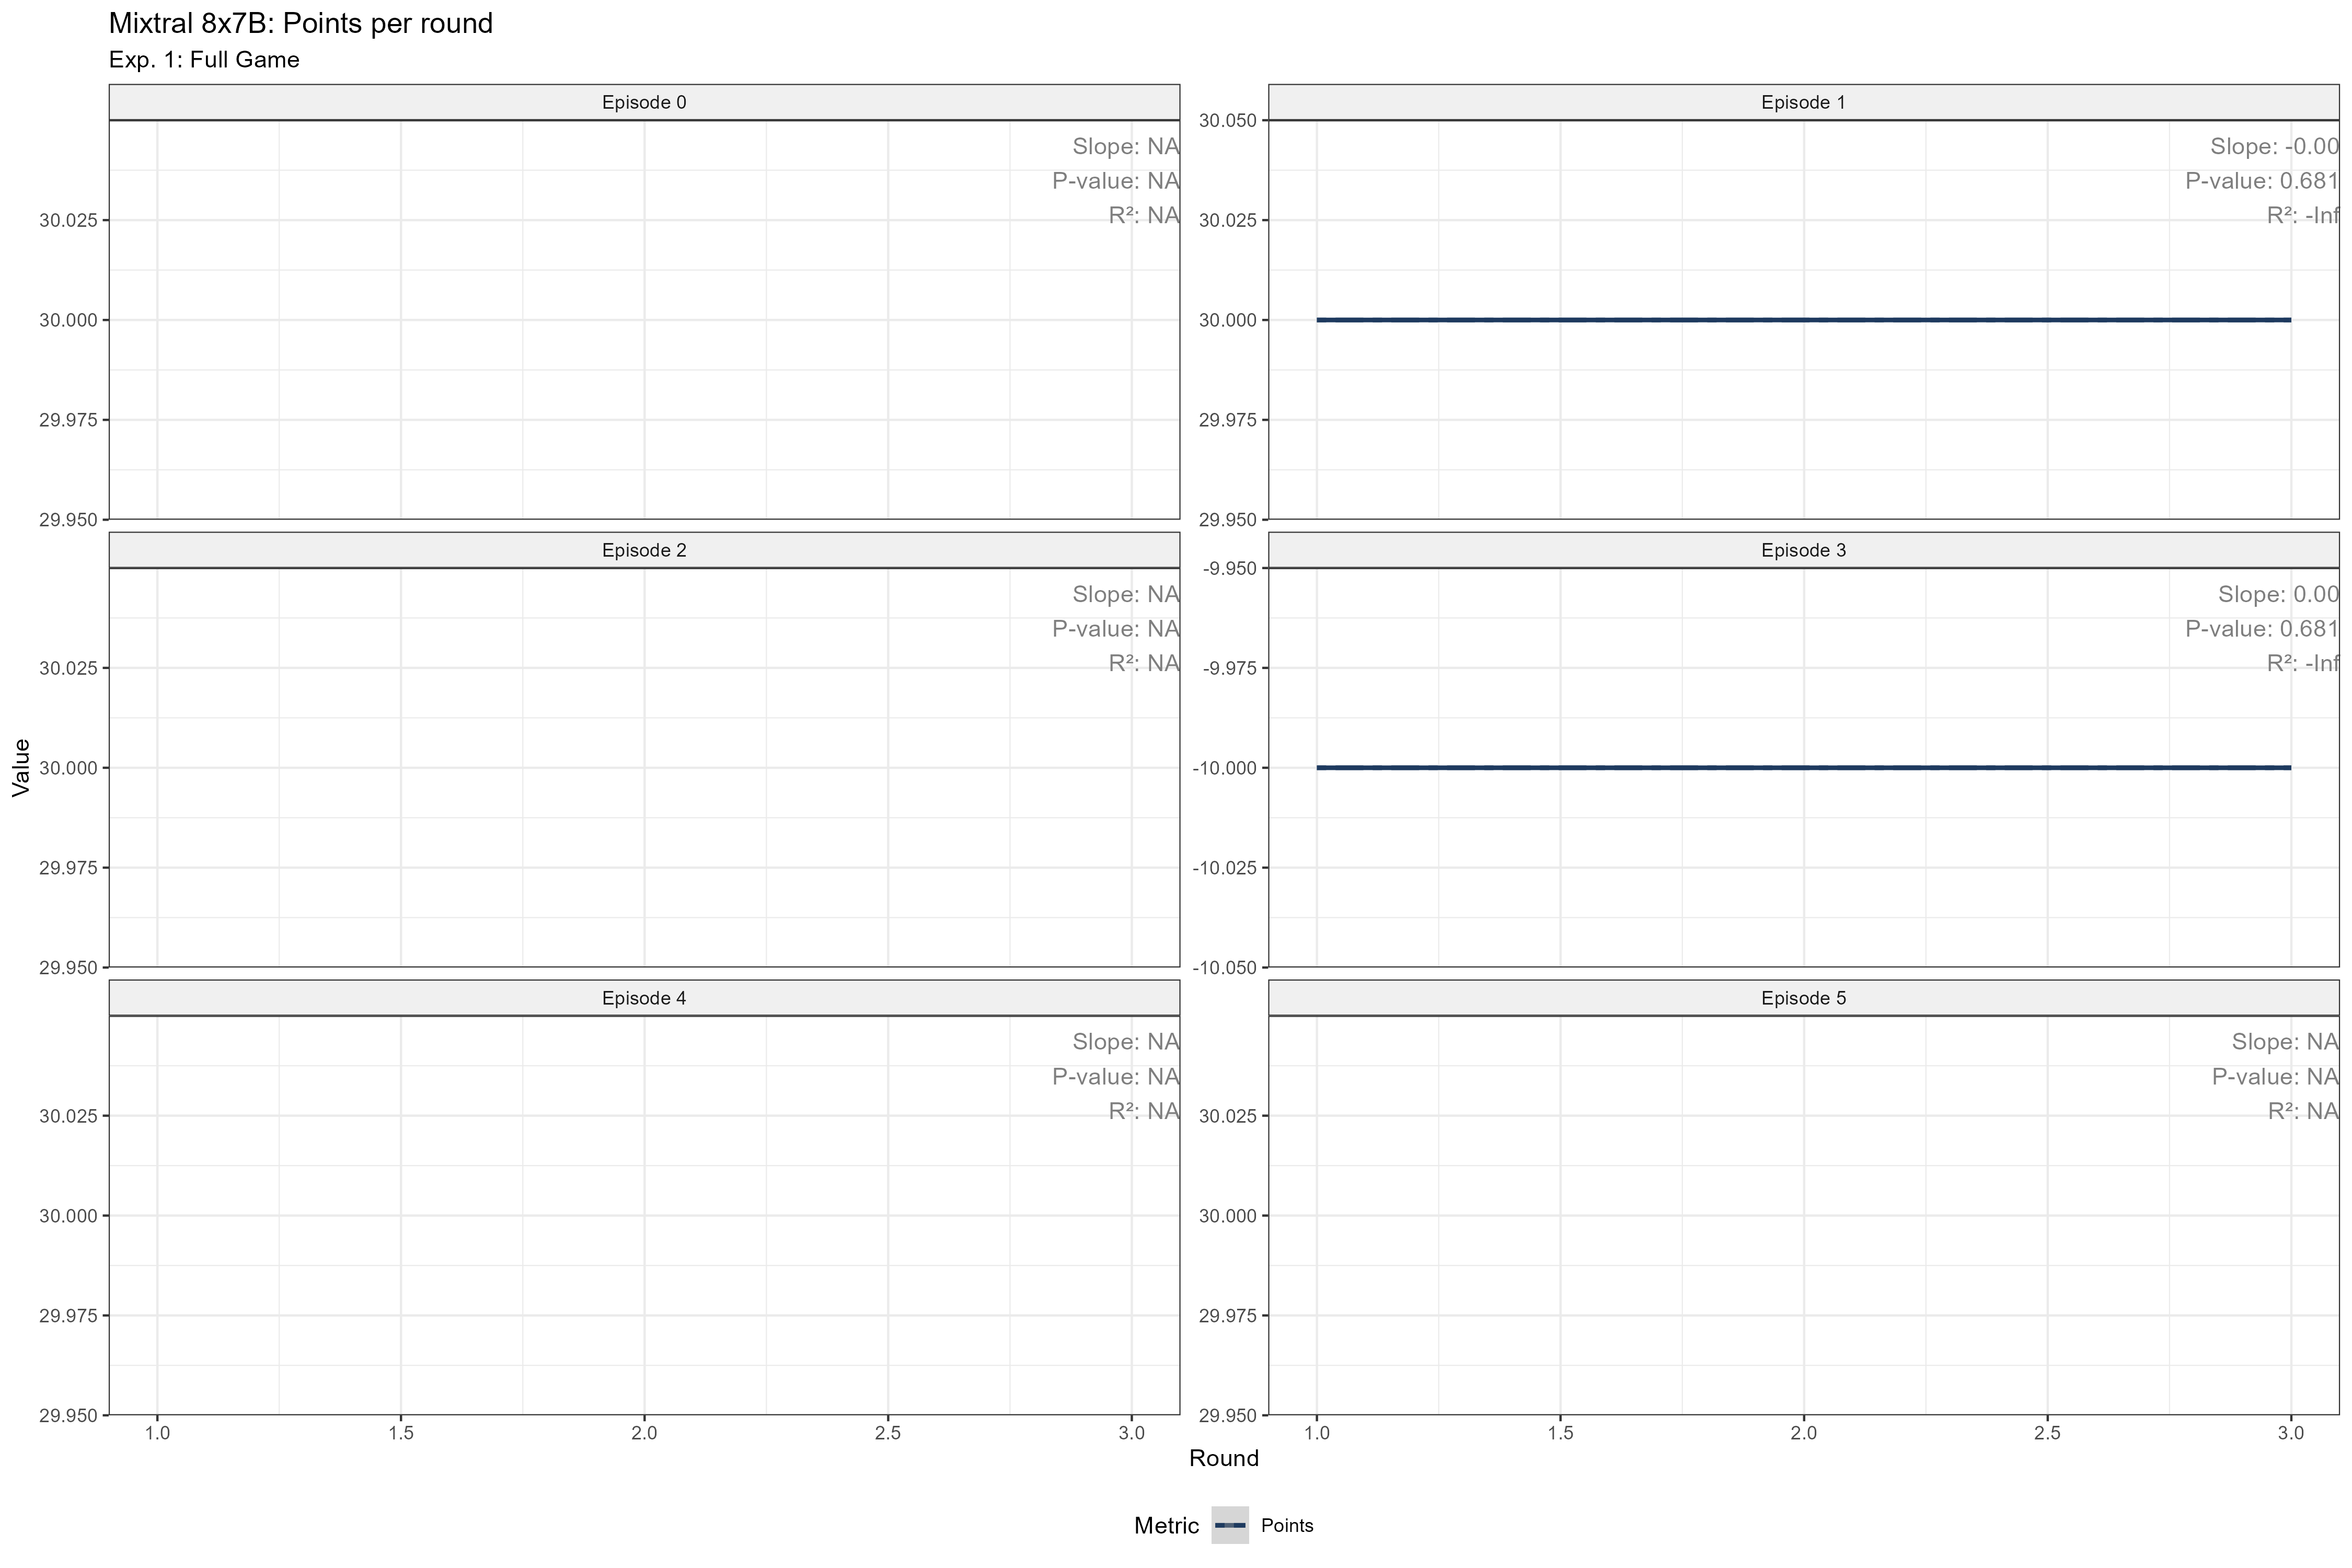 Mixtral 8x7B: Points per round
Exp. 1: Full Game
Episode 0
Slope: NA
P-value: NA
R²: NA
30.025
30.000
29.975
29.950
Episode 1
30.050
Slope: -0.00
P-value: 0.681
R²: -Inf
30.025
30.000
29.975
29.950
Episode 2
Slope: NA
P-value: NA
R²: NA
30.025
30.000
29.975
29.950
Episode 3
-9.950
Slope: 0.00
P-value: 0.681
R²: -Inf
-9.975
-10.000
-10.025
-10.050
Value
Episode 4
Slope: NA
P-value: NA
R²: NA
30.025
30.000
29.975
29.950
1.0 1.5 2.0 2.5 3.0
Episode 5
Slope: NA
P-value: NA
R²: NA
30.025
30.000
29.975
29.950
1.0 1.5 2.0 2.5 3.0
Round
Metric Points